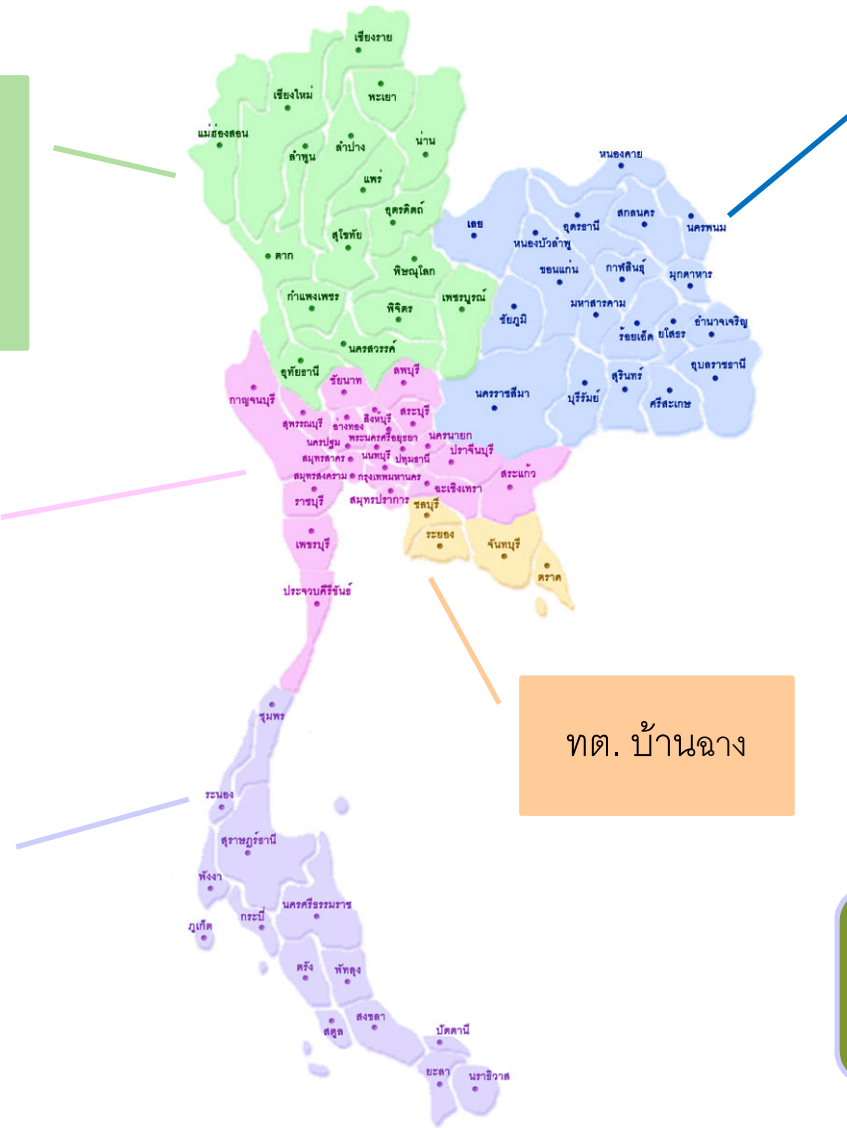 เชียงราย
เชียงใหม่
พะเยา
แม่ฮ่องสอน
ลำพูน
ลำปาง
น่าน
แพร่
อุตรดิตถ์
สุโขทัย
ตาก
พิษณุโลก
กำแพงเพชร
พิจิตร
เพชรบูรณ์
นครสวรรค์
อุทัยธานี
หนองคาย
เลย
หนองบัวลำพู
อุดรธานี
สกลนคร
นครพนม
ขอนแก่น
กาฬสินธุ์
มุกดาหาร
ชัยภูมิ
มหาสารคาม
ร้อยเอ็ด
ยโสธร
อำนาจเจริญ
นครราชสีมา
บุรีรัมย์
สุรินทร์
ศรีสะเกษ
อุบลราชธานี
กาญจนบุรี
ชัยนาท
ลพบุรี
สุพรรณบุรี
อ่างทอง
สิงห์บุรี
สระบุรี
นครปฐม
พระนครศรีอยุธยา
นครนายก
สมุทรสาคร
นนทบุรี
ปทุมธานี
ปราจีนบุรี
สมุทรสงคราม
กรุงเทพมหานคร
ฉะเชิงเทรา
สระแก้ว
ราชบุรี
สมุทรปราการ
ชลบุรี
เพชรบุรี
ระยอง
จันทบุรี
ตราด
ประจวบคีรีขันธ์
ทต. บ้านฉาง
ชุมพร
ระนอง
สุราษฎร์ธานี
พังงา
ภูเก็ต
กระบี่
นครศรีธรรมราช
ตรัง
พัทลุง
สตูล
สงขลา
ปัตตานี
ยะลา
นราธิวาส